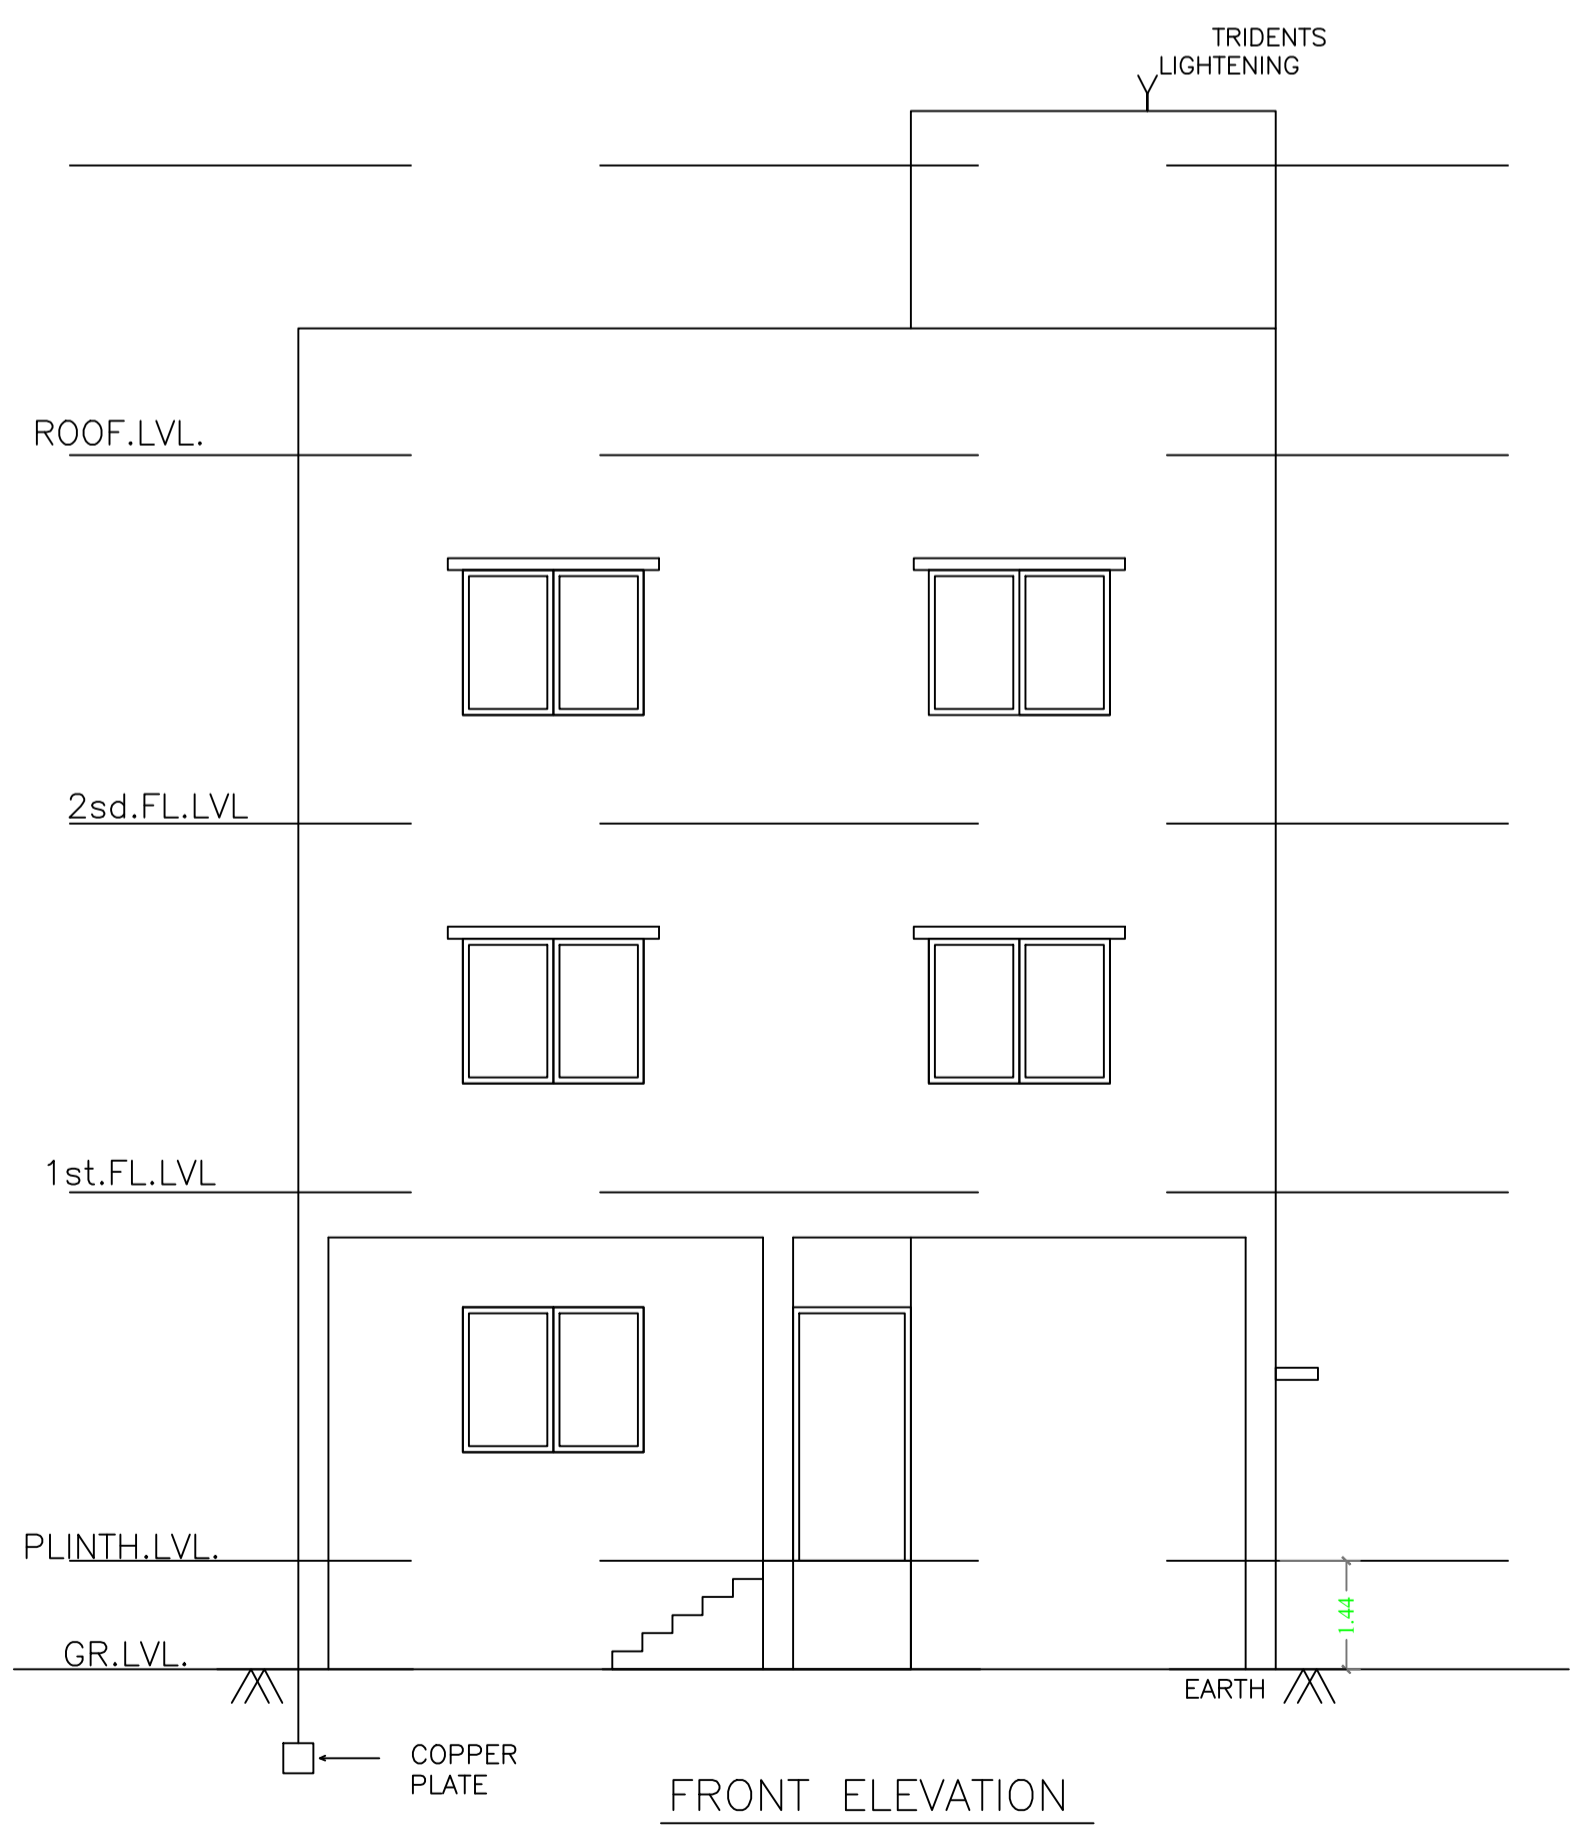 TRIDENTS
LIGHTENING
ROOF.LVL.
2sd.FL.LVL
1st.FL.LVL
PLINTH.LVL.
1.44
GR.LVL.
EARTH
COPPER
PLATE
FRONT ELEVATION